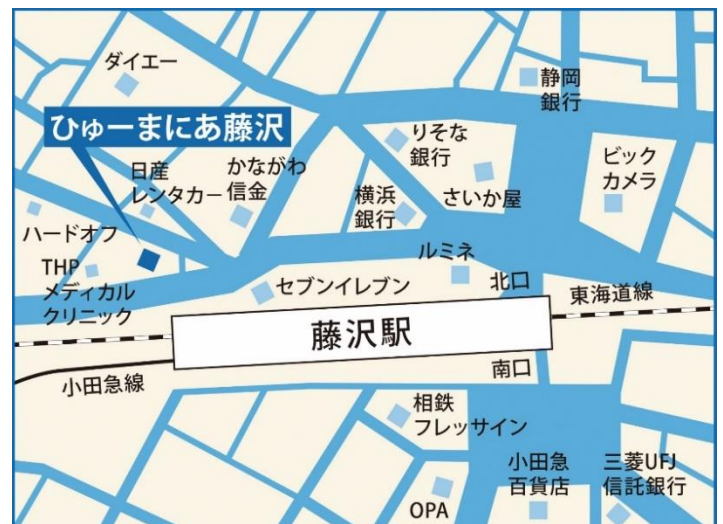 ダイエー
静岡
銀行
ひゅーまにあ藤沢
りそな
銀行
ビック
カメラ
日産
レンタカー
かながわ
信金
横浜
銀行
さいか屋
ハードオフ
THP
メディカル
クリニック
セブンイレブン
ルミネ
北口
東海道線
藤沢駅
小田急線
南口
相鉄
フレッサイン
小田急
百貨店
三菱UFJ
信託銀行
OPA